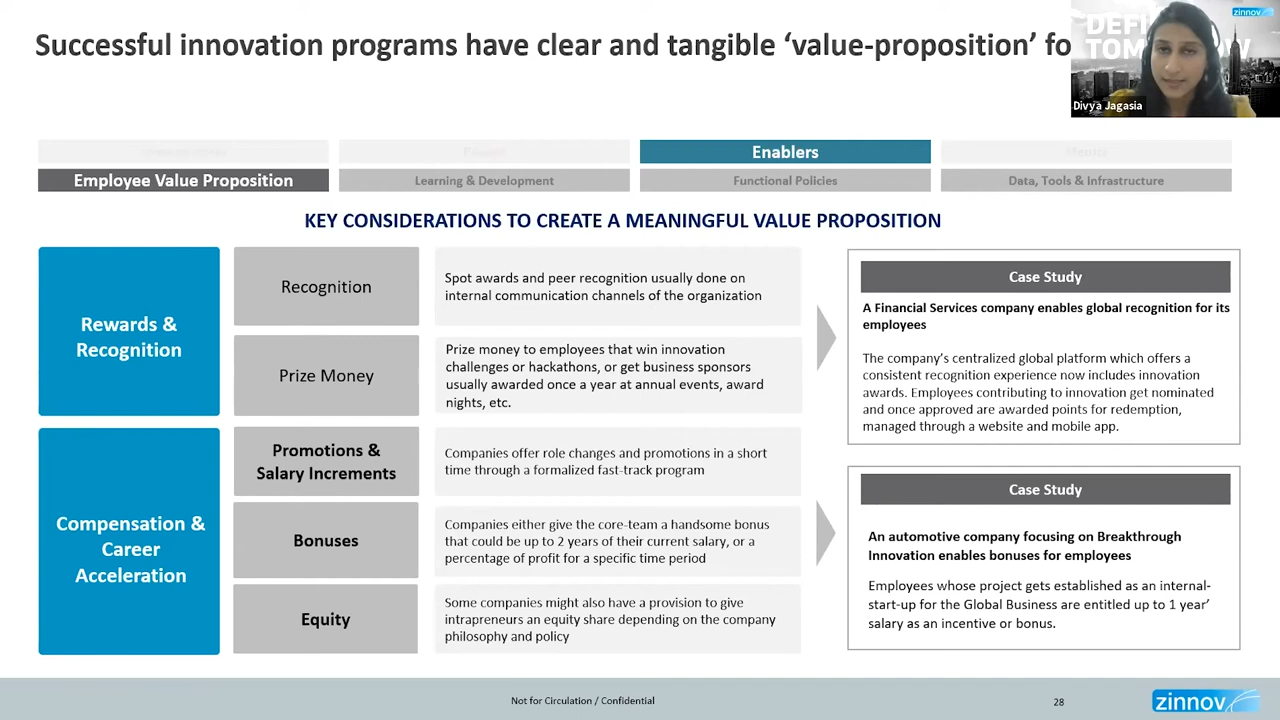 zinnov
Successful innovation programs have clear and tangible ‘value-proposition’ fo
DEFI
TOMORROW
Divya Jagasia
Enablers
Employee Value Proposition
Learning & Development
Functional Policies
Data, Tools & Infrastructure
KEY CONSIDERATIONS TO CREATE A MEANINGFUL VALUE PROPOSITION
Rewards &
Recognition
Recognition
Spot awards and peer recognition usually done on
internal communication channels of the organization
Prize Money
Prize money to employees that win innovation
challenges or hackathons, or get business sponsors
usually awarded once a year at annual events, award
nights, etc.
Case Study
A Financial Services company enables global recognition for its
employees
The company’s centralized global platform which offers a
consistent recognition experience now includes innovation
awards. Employees contributing to innovation get nominated
and once approved are awarded points for redemption,
managed through a website and mobile app.
Compensation &
Career
Acceleration
Promotions &
Salary Increments
Companies offer role changes and promotions in a short
time through a formalized fast-track program
Bonuses
Companies either give the core-team a handsome bonus
that could be up to 2 years of their current salary, or a
percentage of profit for a specific time period
Equity
Some companies might also have a provision to give
intrapreneurs an equity share depending on the company
philosophy and policy
Case Study
An automotive company focusing on Breakthrough
Innovation enables bonuses for employees
Employees whose project gets established as an internal-
start-up for the Global Business are entitled up to 1 year’
salary as an incentive or bonus.
Not for Circulation / Confidential
28
zinnov